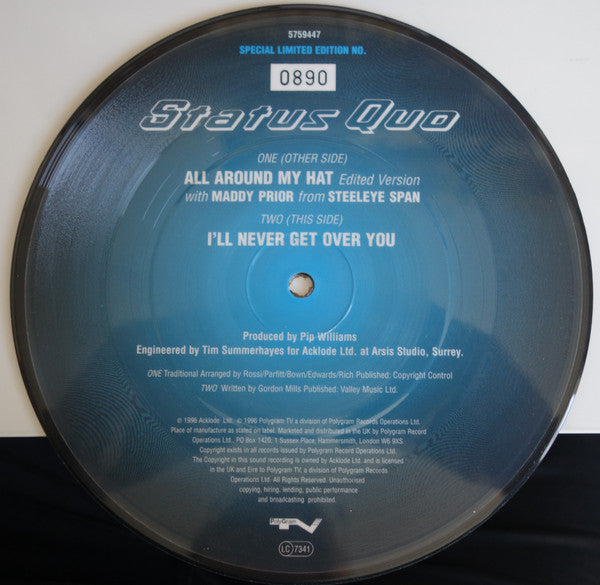 5759447
SPECIAL LIMITED EDITION NO.
0890
Status Quo
ONE (OTHER SIDE)
ALL AROUND MY HAT Edited Version
with MADDY PRIOR from STEELEYE SPAN
TWO (THIS SIDE)
I'LL NEVER GET OVER YOU
Produced by Pip Williams
Engineered by Tim Summerhayes for Acklode Ltd. at Arsis Studio, Surrey.
ONE Traditional Arranged by Rossi/Parfitt/Bown/Edwards/Rich Published: Copyright Control
TWO Written by Gordon Mills Published: Valley Music Ltd.
℗ 1996 Acklode Ltd. © 1996 Polygram TV a division of Polygram Record Operations Ltd.
Place of manufacture as stated on label. Marketed and distributed in the UK by Polygram Record
Operations Ltd., PO Box 1420, 1 Sussex Place, Hammersmith, London W6 9XS.
Copyright exists in all records issued by Polygram Record Operations Ltd.
The Copyright in this sound recording is owned by Acklode Ltd. and is licensed
in the UK and Eire to Polygram TV, a division of Polygram Record
Operations Ltd. All Rights Reserved. Unauthorised
copying, hiring, lending, public performance
and broadcasting prohibited.
PolyGram TV
LC 7341